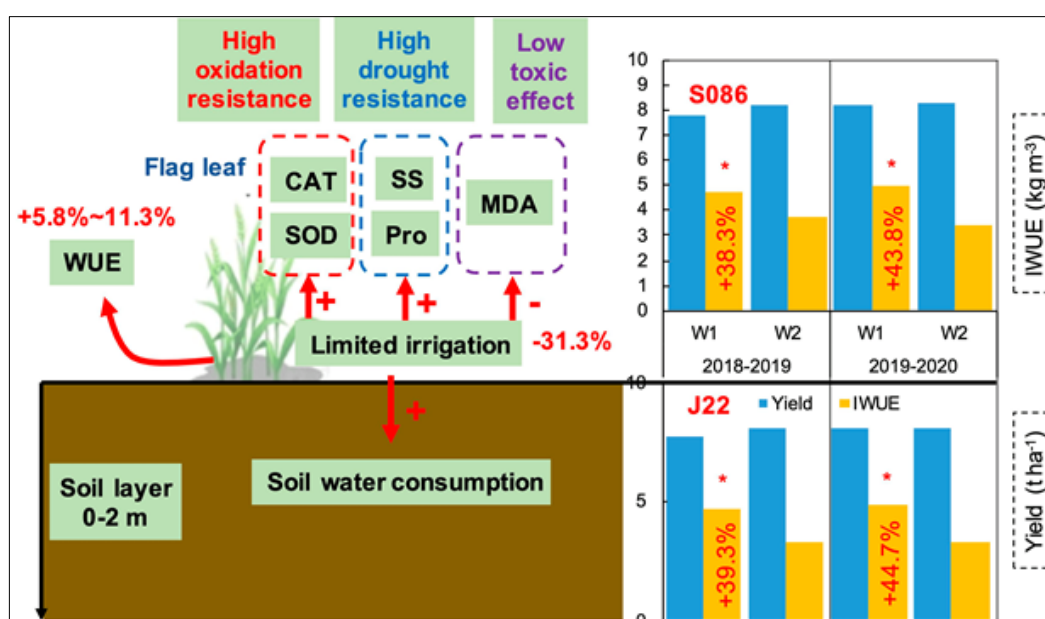 High
oxidation
resistance
High
drought
resistance
Low
toxic
effect
Flag leaf
CAT
SOD
SS
Pro
MDA
+5.8%~11.3%
WUE
+
+
-
Limited irrigation
-31.3%
+
Soil layer
0-2 m
Soil water consumption
10
9
8
7
6
5
4
3
2
1
0
S086
*
+38.3%
*
+43.8%
W1
W2
W1
W2
2018-2019
2019-2020
IWUE (kg m-3)
10
5
0
J22
Yield
IWUE
*
+39.3%
*
+44.7%
Yield (t ha-1)